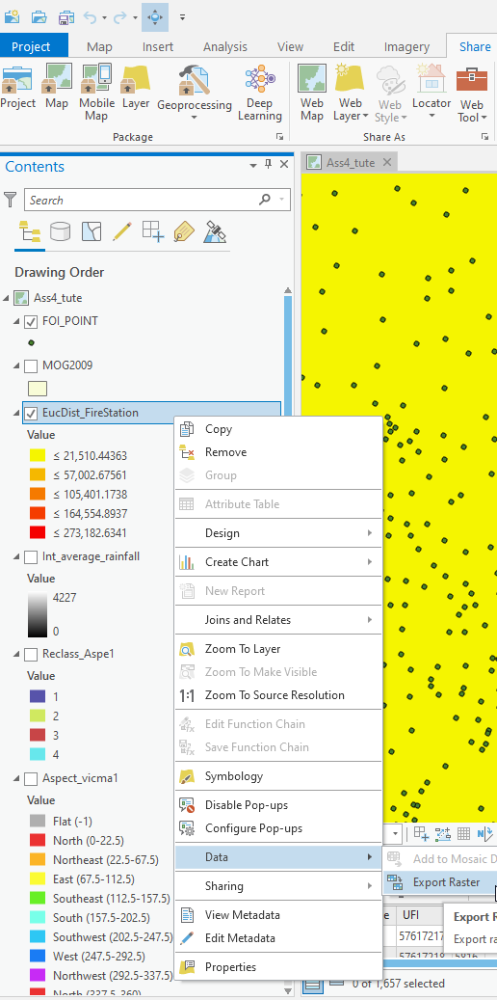 Project Map Insert Analysis View Edit Imagery Share
Project Map Mobile Map Layer Geoprocessing Deep Learning Web Map Web Layer Web Style Locator Web Tool
Package Share As
Contents
Ass4_tute
Search
Drawing Order
Ass4_tute
FOI_POINT
MOG2009
EucDist_FireStation
Value
≤ 21,510.44363
≤ 57,002.67561
≤ 105,401.1738
≤ 164,554.8937
≤ 273,182.6341
Int_average_rainfall
Value
4227
0
Reclass_Aspe1
Value
1
2
3
4
Aspect_vicma1
Value
Flat (-1)
North (0-22.5)
Northeast (22.5-67.5)
East (67.5-112.5)
Southeast (112.5-157.5)
South (157.5-202.5)
Southwest (202.5-247.5)
West (247.5-292.5)
Northwest (292.5-337.5)
North (337.5-360)
Copy
Remove
Group
Attribute Table
Design
Create Chart
New Report
Joins and Relates
Zoom To Layer
Zoom To Make Visible
1:1 Zoom To Source Resolution
Edit Function Chain
Save Function Chain
Symbology
Disable Pop-ups
Configure Pop-ups
Data
Sharing
View Metadata
Edit Metadata
Properties
Add to Mosaic D
Export Raster
e UFI
57617217
57617218 5816
Export R
Export ra
0 of 1,657 selected